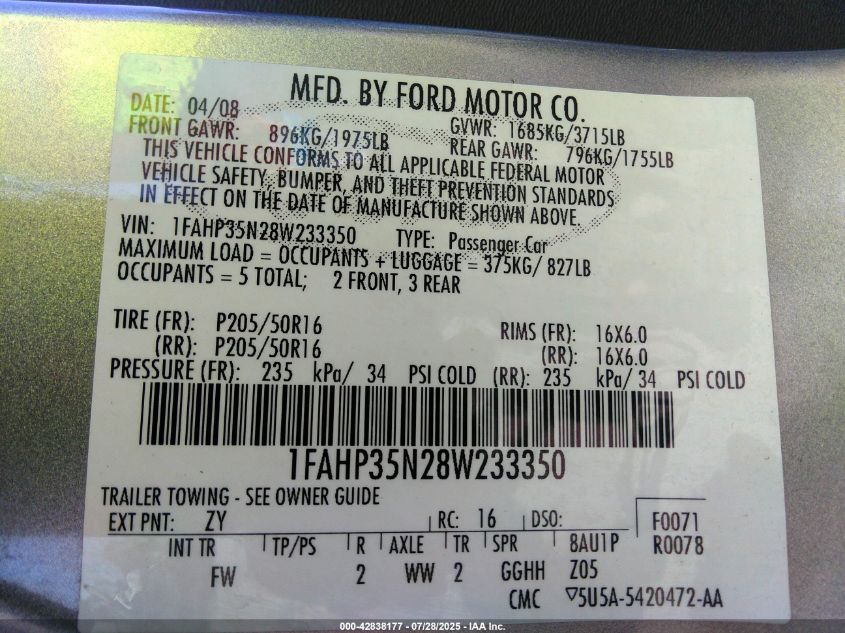 MFD. BY FORD MOTOR CO.
DATE: 04/08 GVWR: 1685KG/3715LB
FRONT GAWR: 896KG/1975LB REAR GAWR: 796KG/1755LB
THIS VEHICLE CONFORMS TO ALL APPLICABLE FEDERAL MOTOR
VEHICLE SAFETY, BUMPER, AND THEFT PREVENTION STANDARDS
IN EFFECT ON THE DATE OF MANUFACTURE SHOWN ABOVE.
VIN: 1FAHP35N28W233350 TYPE: Passenger Car
MAXIMUM LOAD = OCCUPANTS + LUGGAGE = 375KG/ 827LB
OCCUPANTS = 5 TOTAL; 2 FRONT, 3 REAR
TIRE (FR): P205/50R16 RIMS (FR): 16X6.0
(RR): P205/50R16 (RR): 16X6.0
PRESSURE (FR): 235 kPa/ 34 PSI COLD (RR): 235 kPa/ 34 PSI COLD
1FAHP35N28W233350
TRAILER TOWING - SEE OWNER GUIDE
EXT PNT: ZY RC: 16 DSO: F0071
INT TR TP/PS R AXLE TR SPR 8AU1P R0078
FW 2 WW 2 GGHH Z05
CMC ▽5U5A-5420472-AA
000-42838177 - 07/28/2025 - IAA Inc.